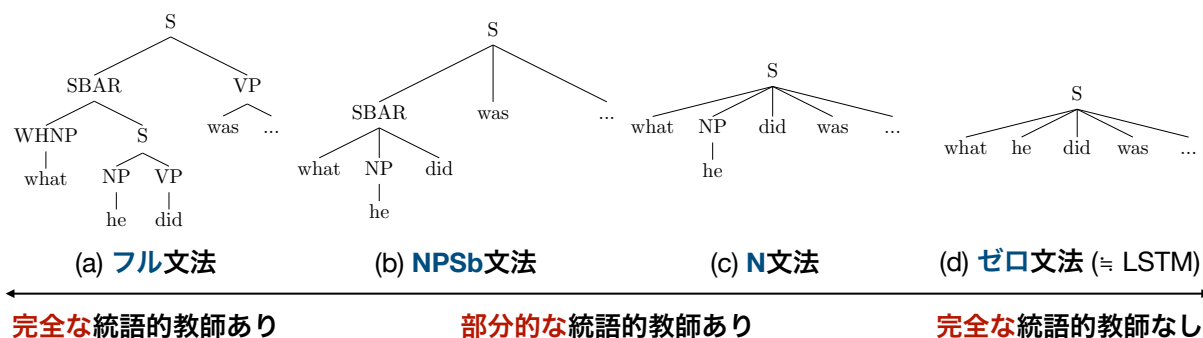 S
SBAR VP
WHNP S was ...
what NP VP
he did
(a) フル文法
S
SBAR was ...
what NP did
he
(b) NPSb文法
S
what NP did was ...
he
(c) N文法
S
what he did was ...
(d) ゼロ文法 (≒ LSTM)
完全な統語的教師あり
部分的な統語的教師あり
完全な統語的教師なし